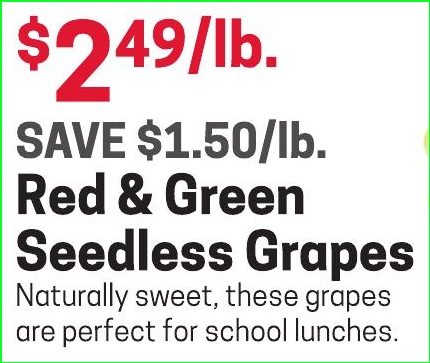 $2 49/lb.
SAVE $1.50/lb.
Red & Green
Seedless Grapes
Naturally sweet, these grapes
are perfect for school lunches.